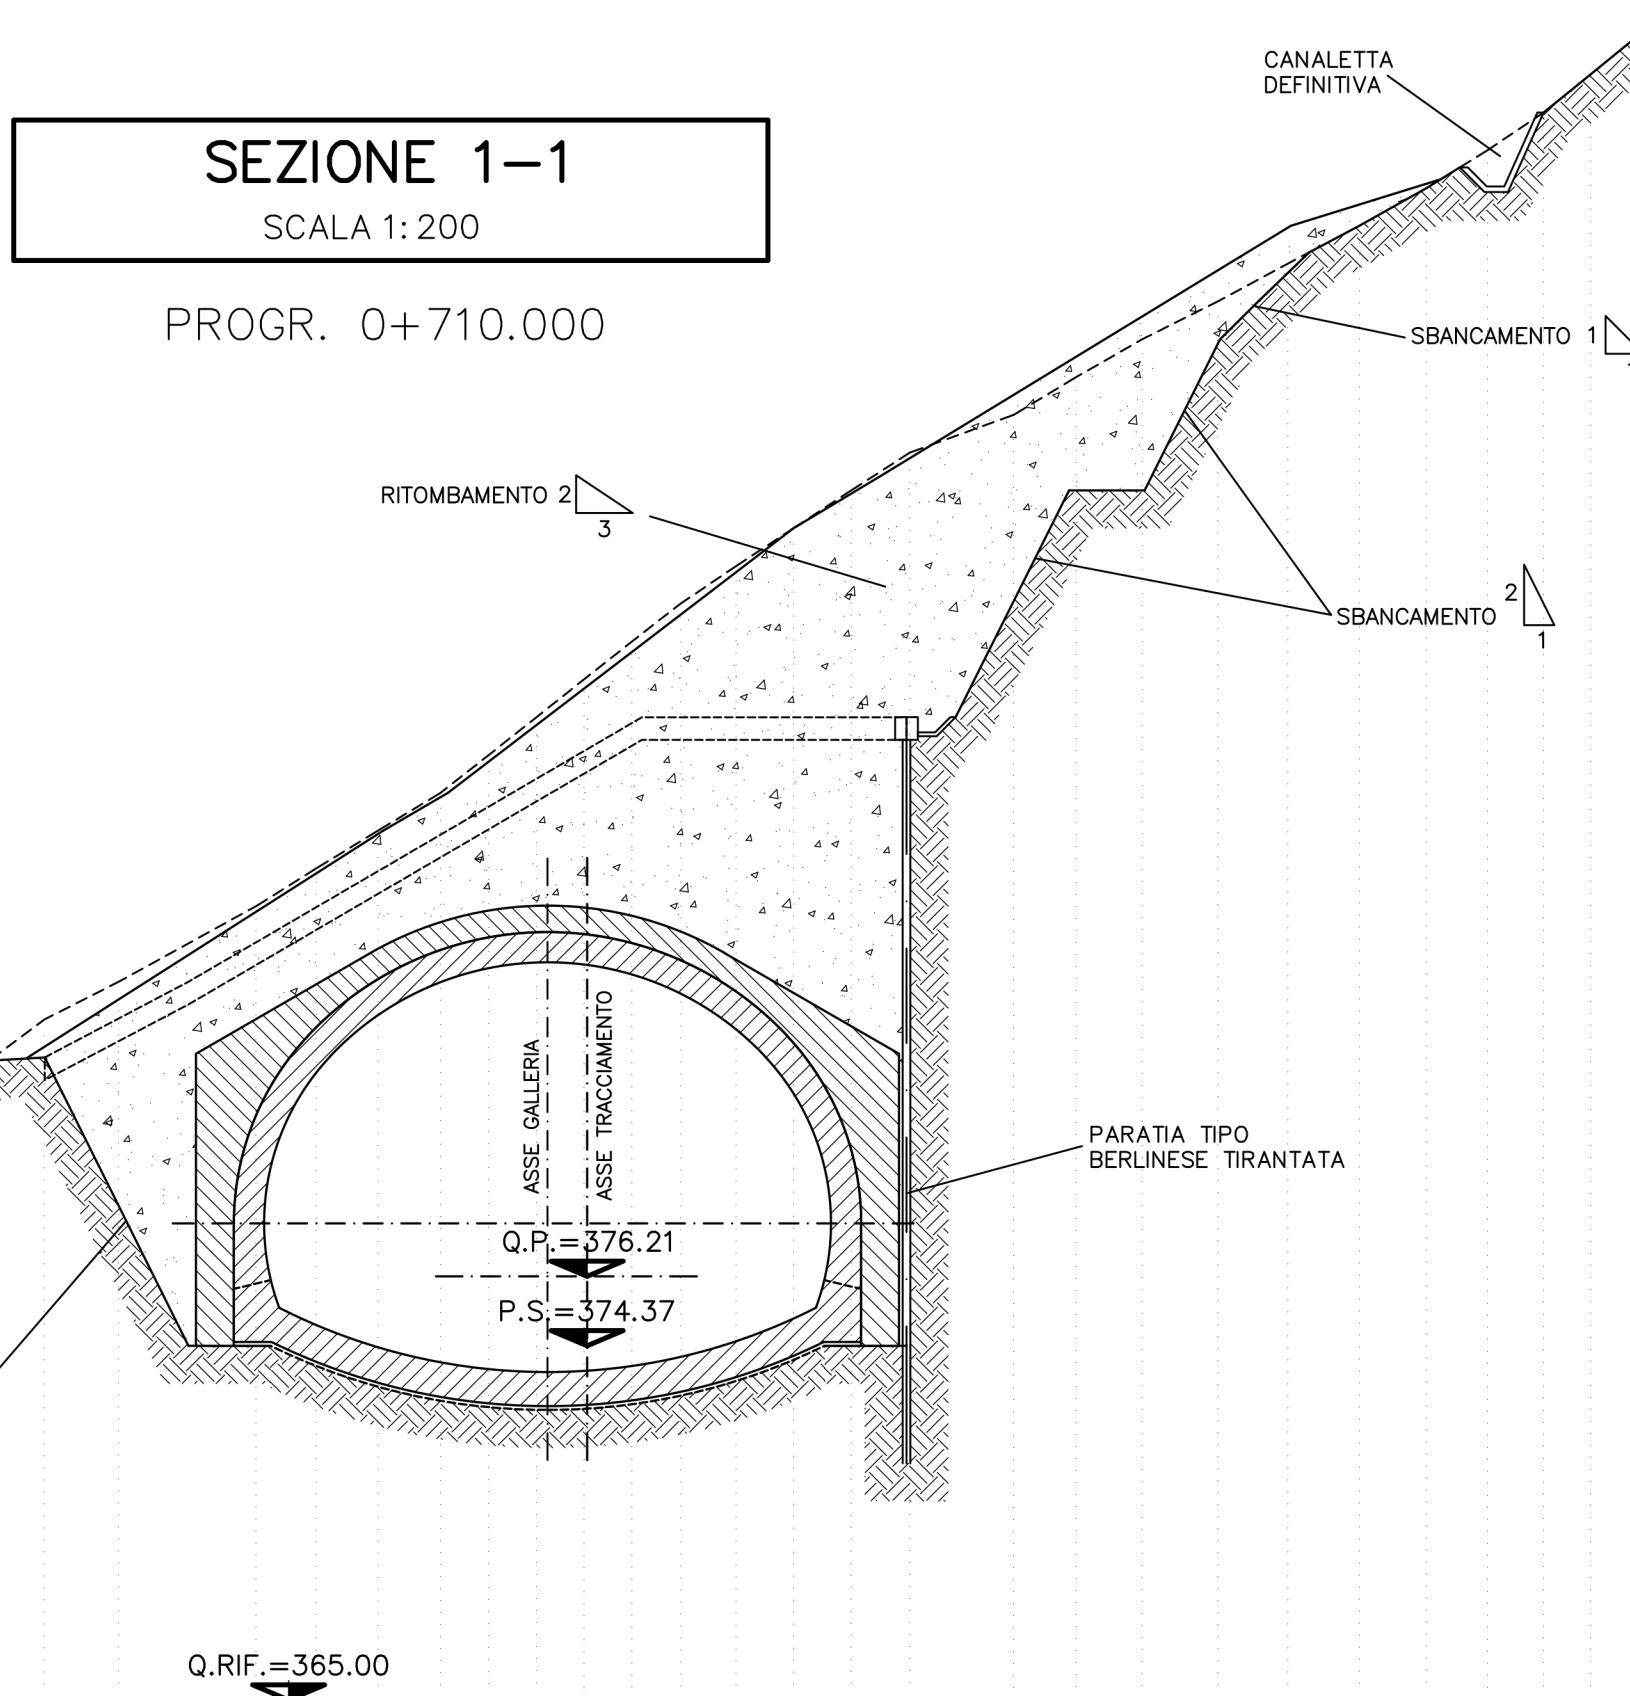 CANALETTA
DEFINITIVA
SEZIONE 1-1
SCALA 1:200
PROGR. 0+710.000
SBANCAMENTO 1
RITOMBAMENTO 2
3
SBANCAMENTO 2
1
ASSE GALLERIA
ASSE TRACCIAMENTO
PARATIA TIPO
BERLINESE TIRANTATA
Q.P.=376.21
P.S.=374.37
Q.RIF.=365.00